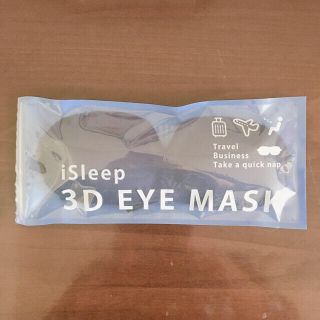 Travel
Business
Take a quick nap
iSleep
3D EYE MASK